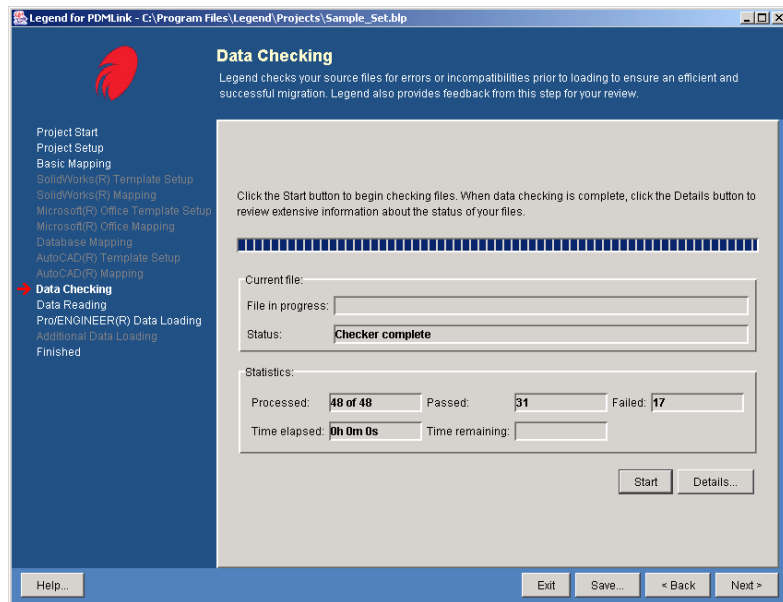 Legend for PDMLink - C:\Program Files\Legend\Projects\Sample_Set.blp
Data Checking
Legend checks your source files for errors or incompatibilities prior to loading to ensure an efficient and
successful migration. Legend also provides feedback from this step for your review.
Project Start
Project Setup
Basic Mapping
SolidWorks(R) Template Setup
SolidWorks(R) Mapping
Microsoft(R) Office Template Setup
Microsoft(R) Office Mapping
Database Mapping
AutoCAD(R) Template Setup
AutoCAD(R) Mapping
Data Checking
Data Reading
Pro/ENGINEER(R) Data Loading
Additional Data Loading
Finished
Click the Start button to begin checking files. When data checking is complete, click the Details button to
review extensive information about the status of your files.
Current file:
File in progress:
Status: Checker complete
Statistics:
Processed: 48 of 48 Passed: 31 Failed: 17
Time elapsed: 0h 0m 0s Time remaining:
Start Details...
Help... Exit Save... < Back Next >